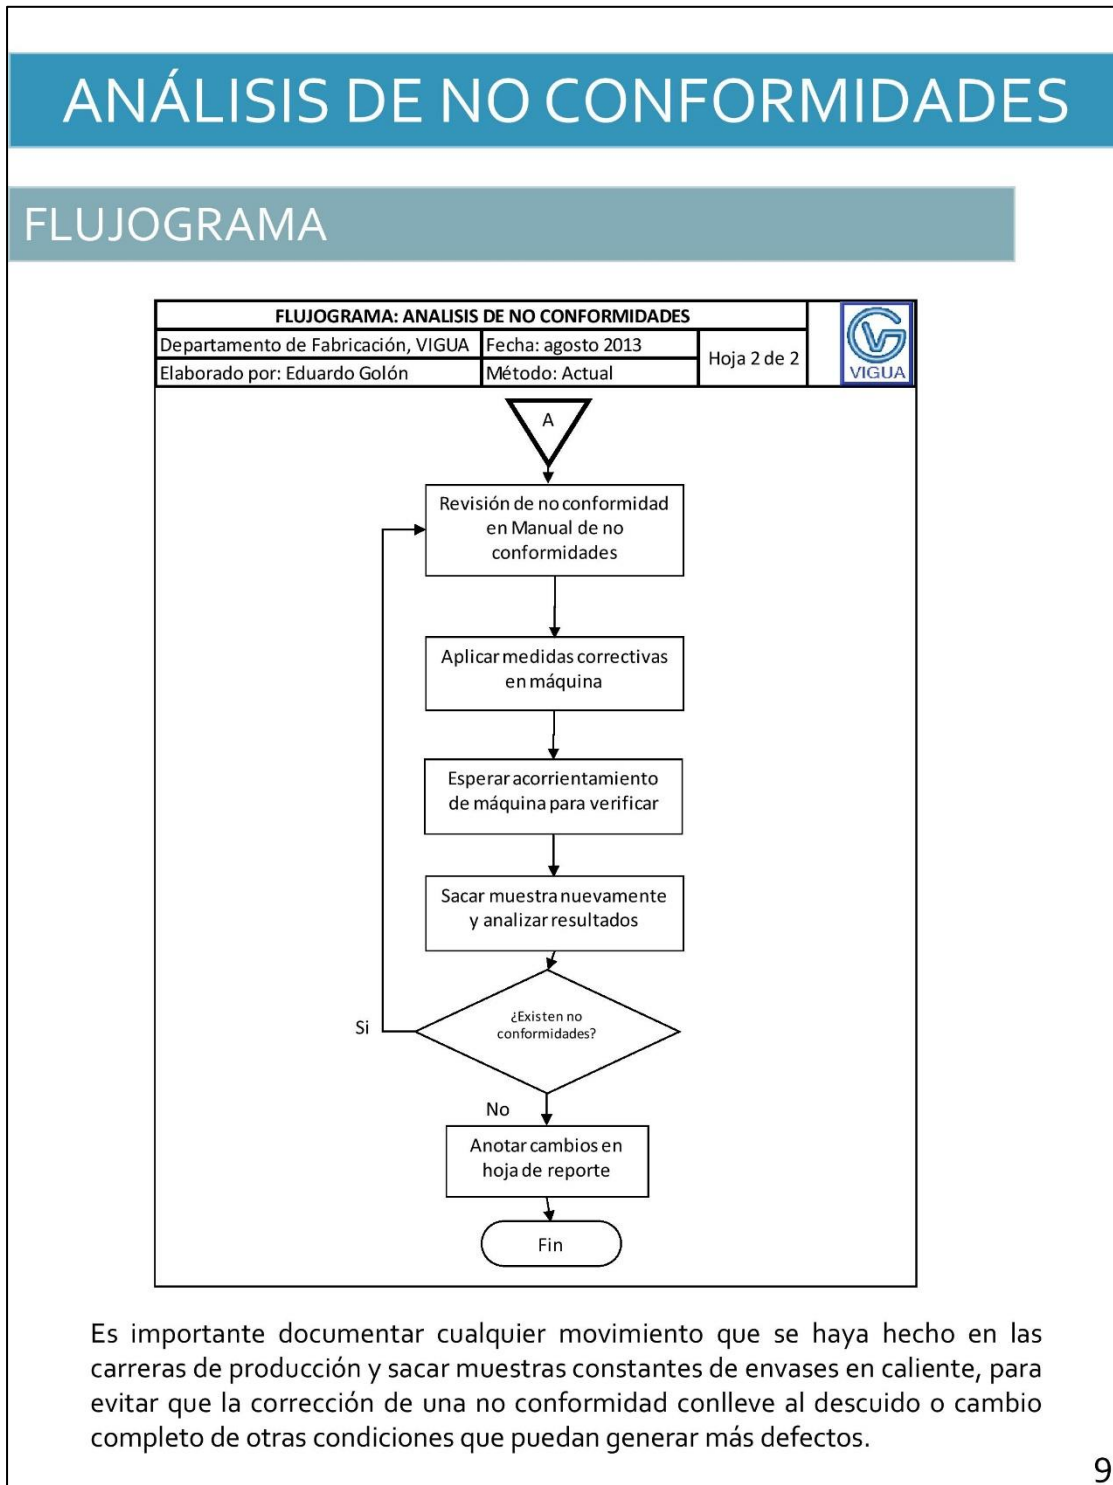 ANÁLISIS DE NO CONFORMIDADES
FLUJOGRAMA
FLUJOGRAMA: ANALISIS DE NO CONFORMIDADES
Departamento de Fabricación, VIGUA
Fecha: agosto 2013
Hoja 2 de 2
Elaborado por: Eduardo Golón
Método: Actual
VIGUA
A
Revisión de no conformidad
en Manual de no
conformidades
Aplicar medidas correctivas
en máquina
Esperar acorrientamiento
de máquina para verificar
Sacar muestra nuevamente
y analizar resultados
¿Existen no
conformidades?
Si
No
Anotar cambios en
hoja de reporte
Fin
Es importante documentar cualquier movimiento que se haya hecho en las
carreras de producción y sacar muestras constantes de envases en caliente, para
evitar que la corrección de una no conformidad conlleve al descuido o cambio
completo de otras condiciones que puedan generar más defectos.
9